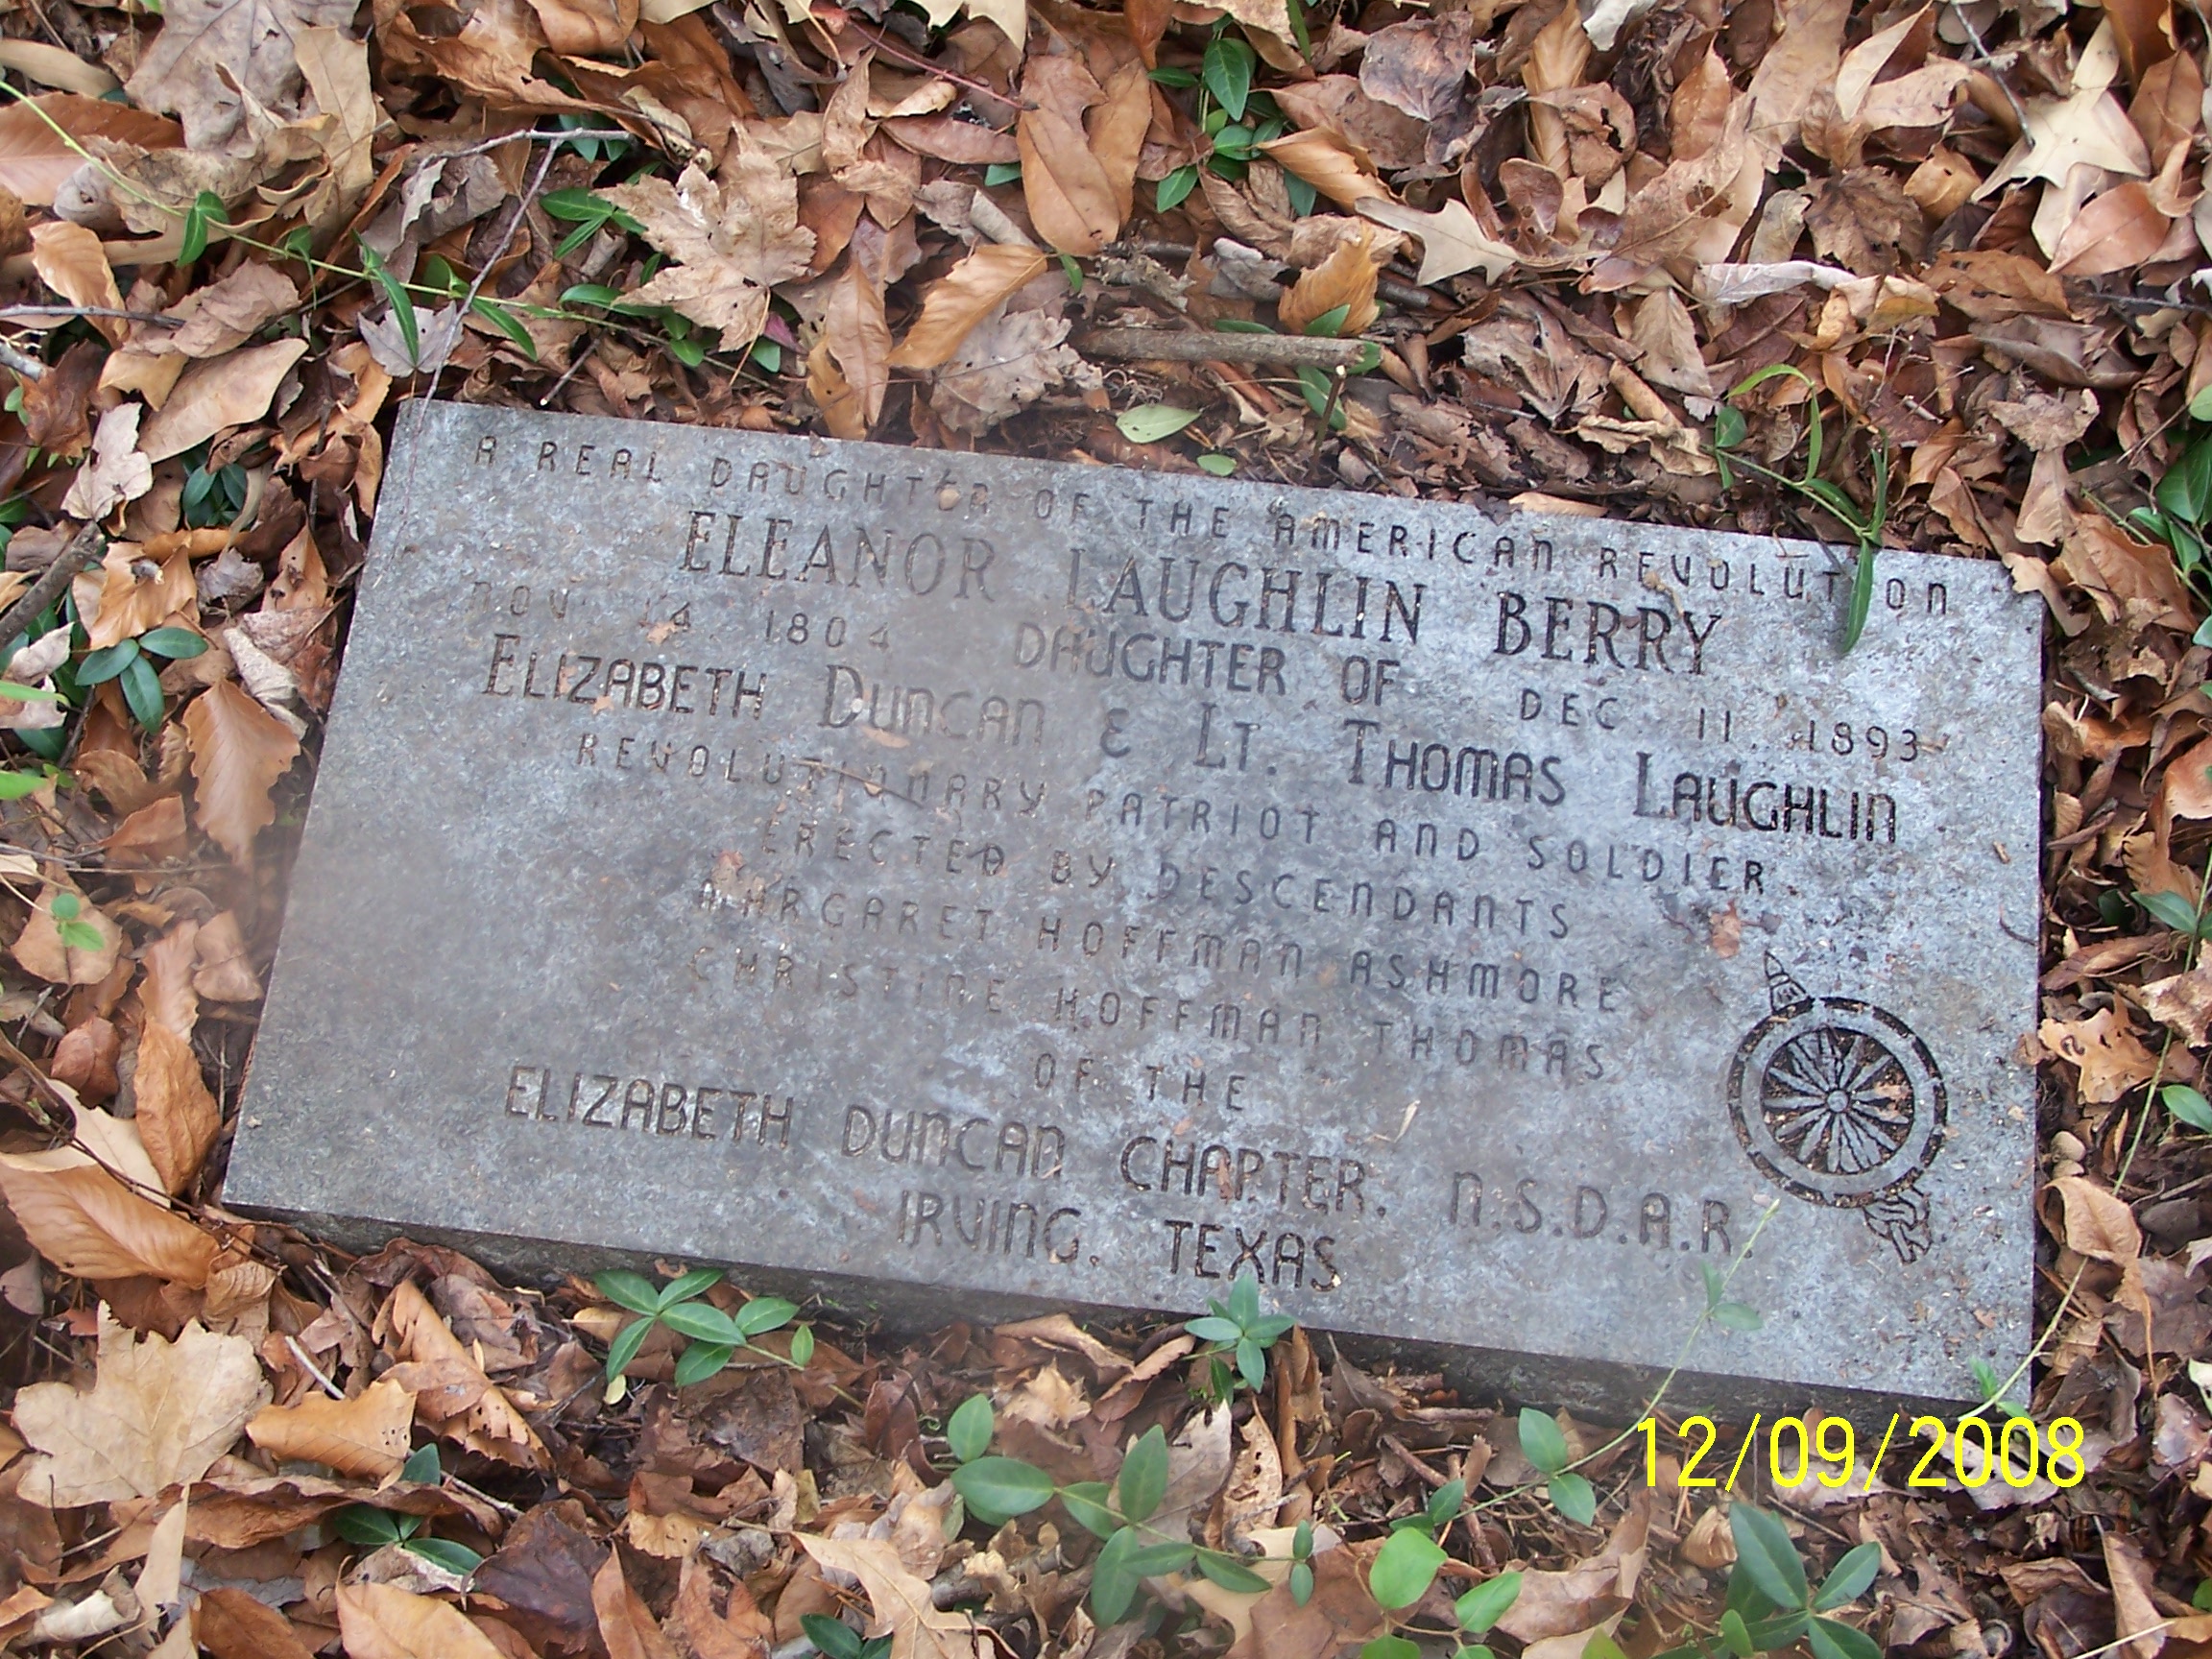 A REAL DAUGHTER OF THE AMERICAN REVOLUTION
ELEANOR LAUGHLIN BERRY
NOV 14 1804 DAUGHTER OF DEC 11. 1893
ELIZABETH DUNCAN & LT. THOMAS LAUGHLIN
REVOLUTIONARY PATRIOT AND SOLDIER.
ERECTED BY DESCENDANTS
MARGARET HOFFMAN ASHMORE
CHRISTINE HOFFMAN THOMAS
OF THE
ELIZABETH DUNCAN CHAPTER, N.S.D.A.R.
IRVING, TEXAS
12/09/2008